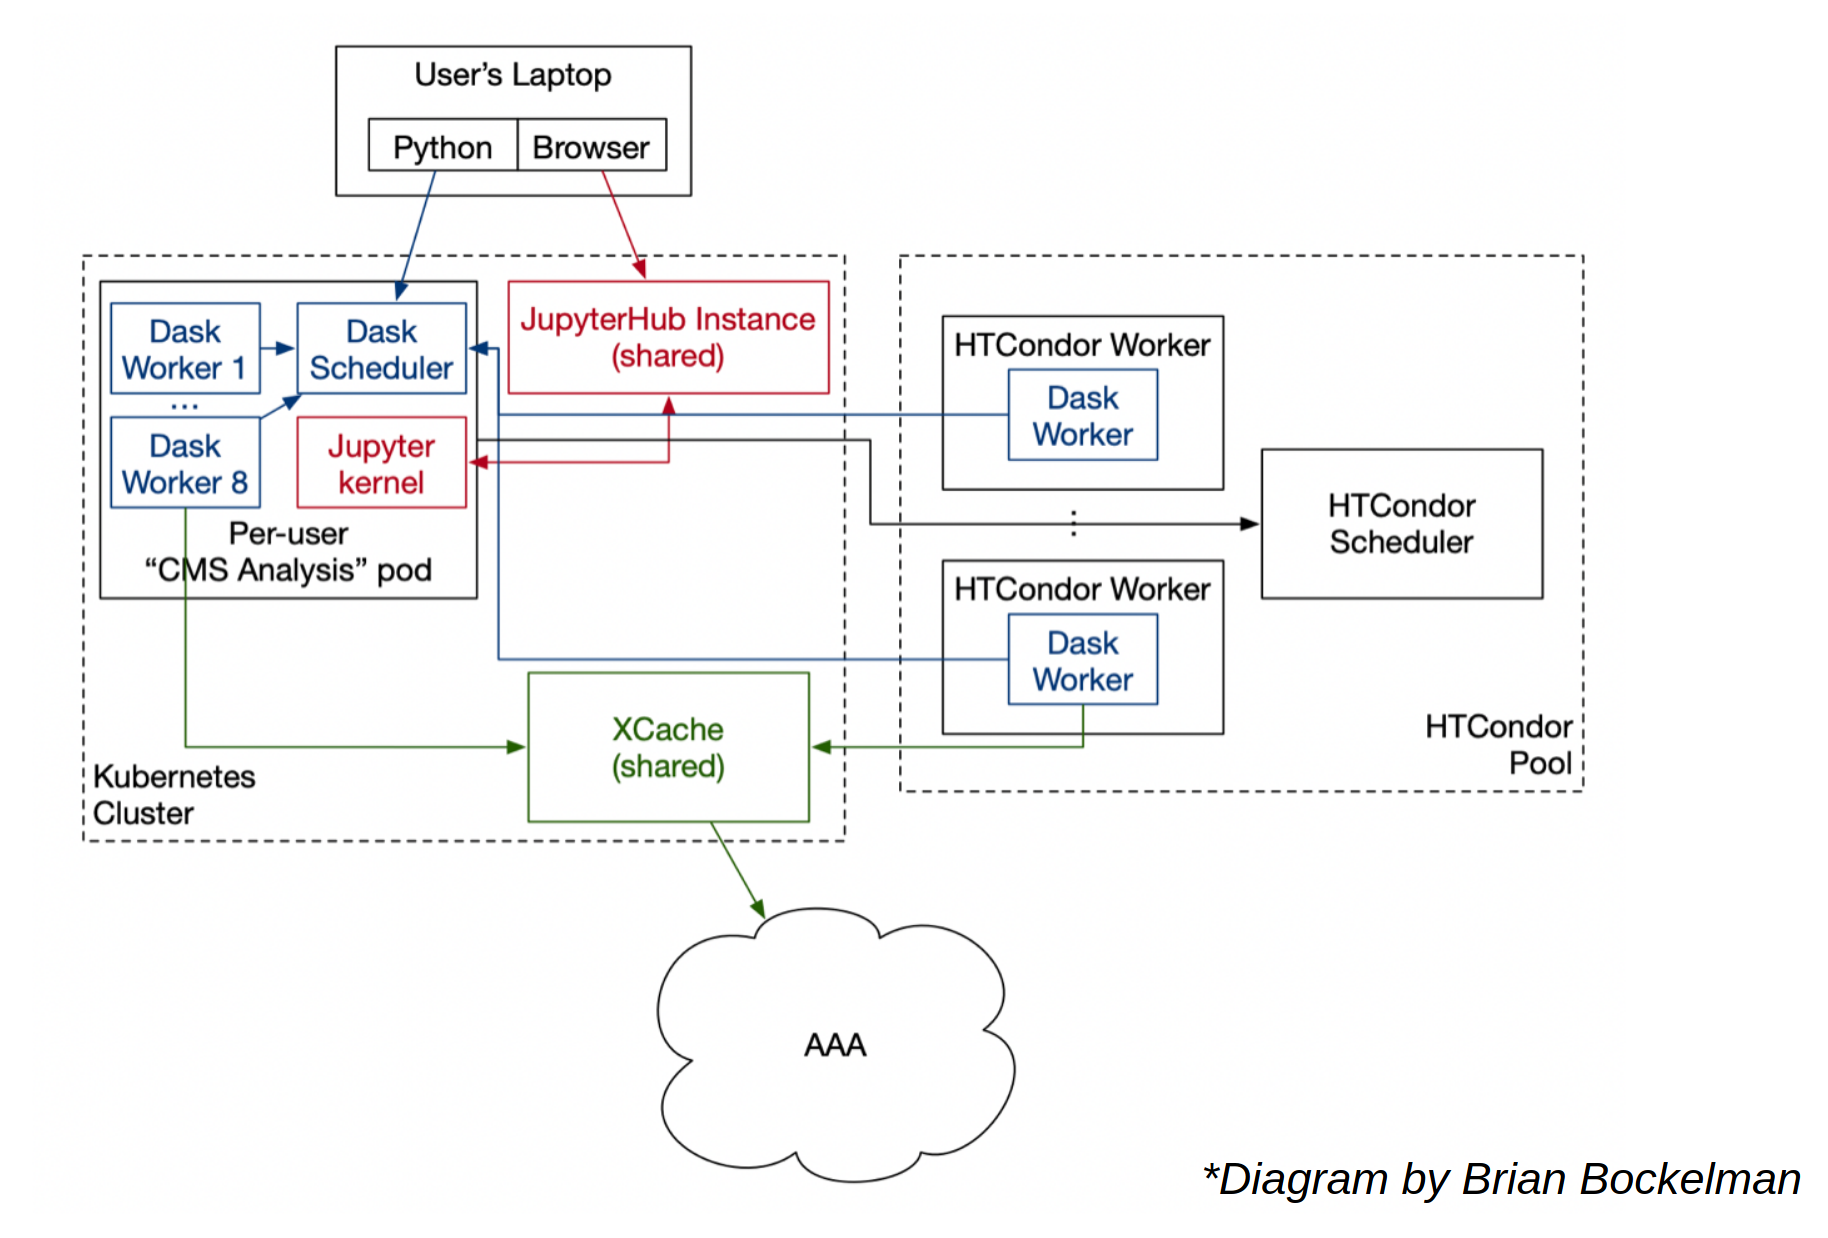 User’s Laptop
Python
Browser
Dask
Worker 1
Dask
Scheduler
JupyterHub Instance
(shared)
...
Dask
Worker 8
Jupyter
kernel
Per-user
“CMS Analysis” pod
HTCondor Worker
Dask
Worker
⋮
HTCondor Worker
Dask
Worker
HTCondor
Scheduler
XCache
(shared)
Kubernetes
Cluster
HTCondor
Pool
AAA
*Diagram by Brian Bockelman